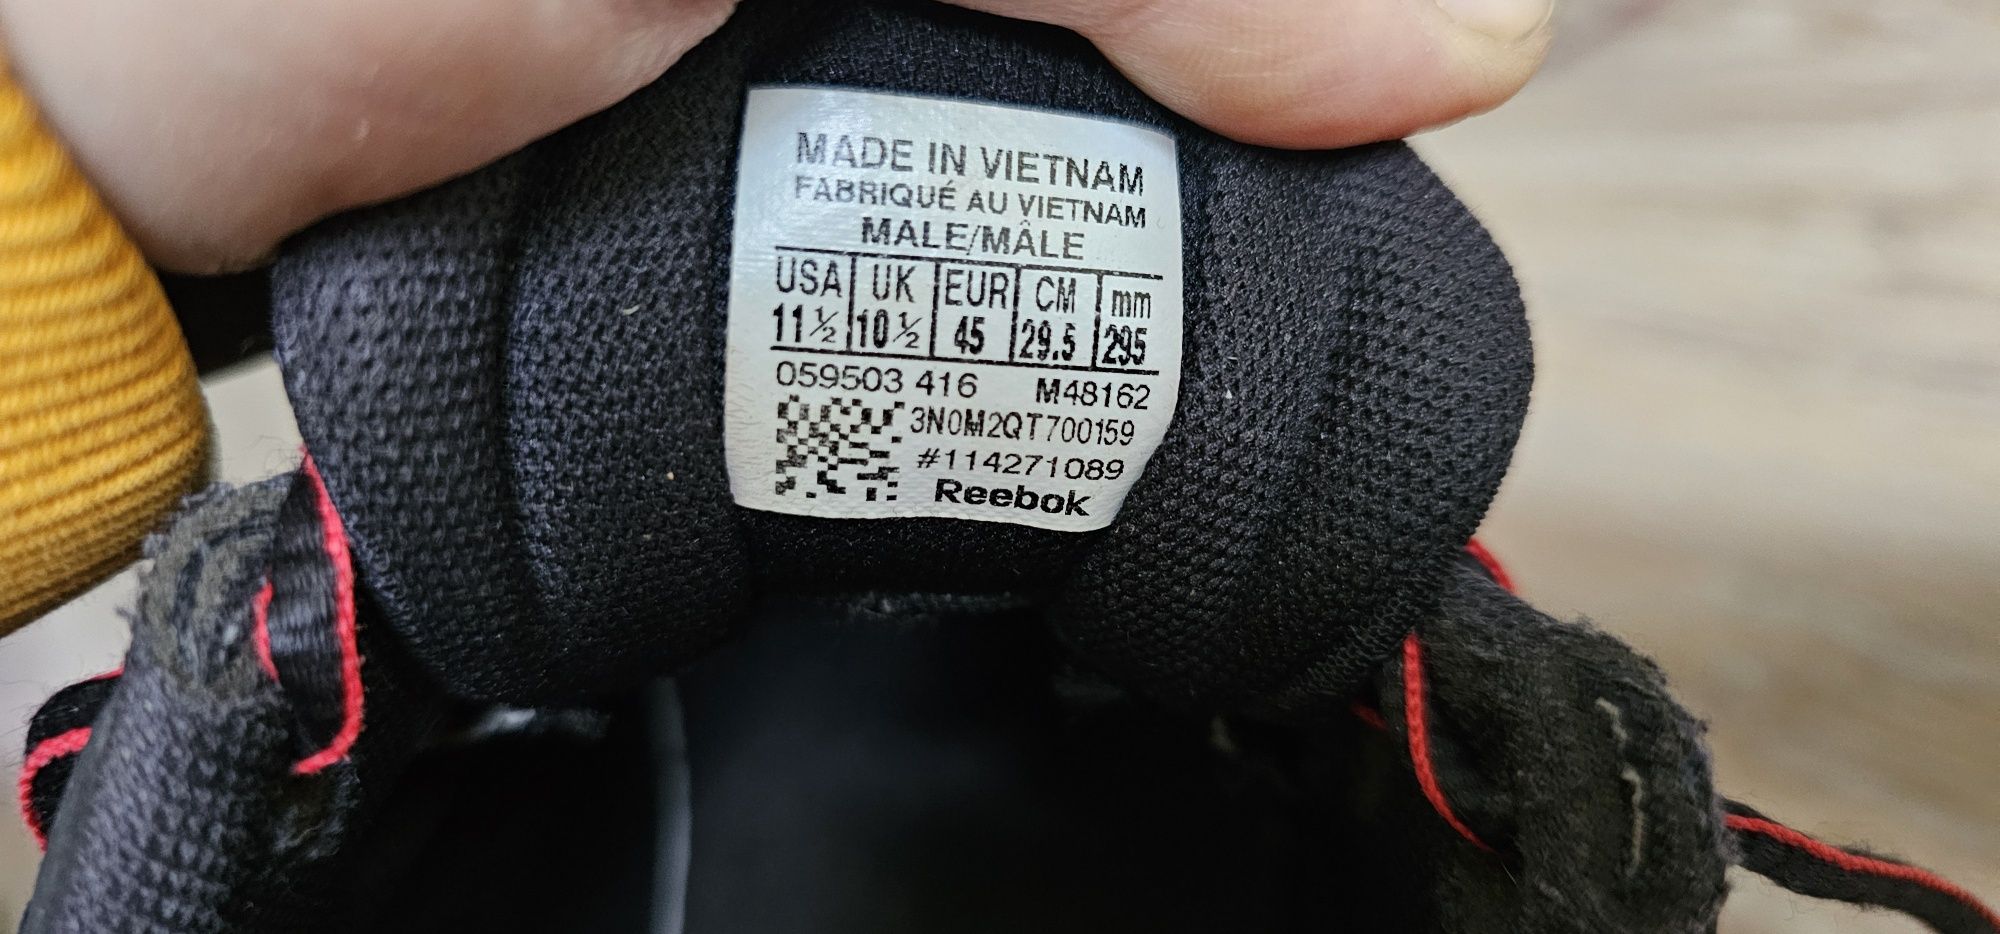 MADE IN VIETNAM
FABRIQUÉ AU VIETNAM
MALE/MÂLE
USA UK EUR CM mm
11½ 10½ 45 29.5 295
059503 416 M48162
3N0M2QT700159
#114271089
Reebok